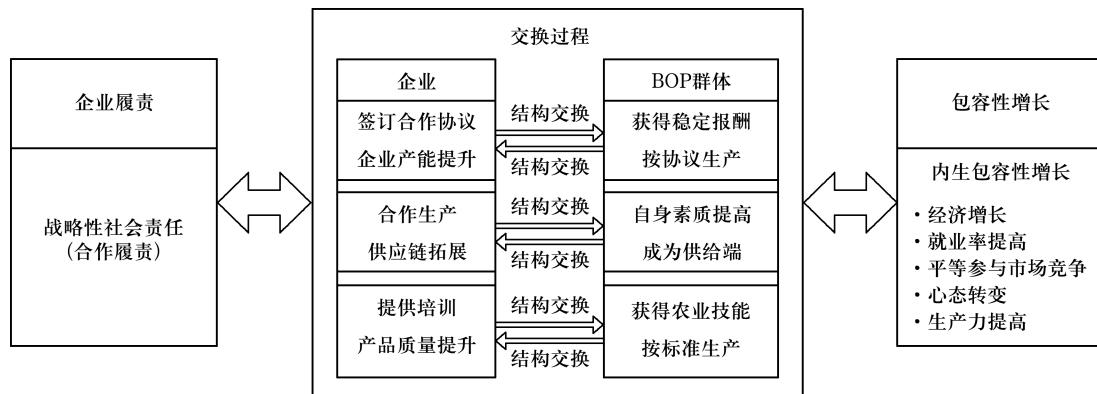 企业履责
战略性社会责任
（合作履责）
交换过程
企业
签订合作协议
企业产能提升
合作生产
供应链拓展
提供培训
产品质量提升
结构交换
结构交换
结构交换
结构交换
结构交换
结构交换
BOP群体
获得稳定报酬
按协议生产
自身素质提高
成为供给端
获得农业技能
按标准生产
包容性增长
内生包容性增长
·经济增长
·就业率提高
·平等参与市场竞争
·心态转变
·生产力提高